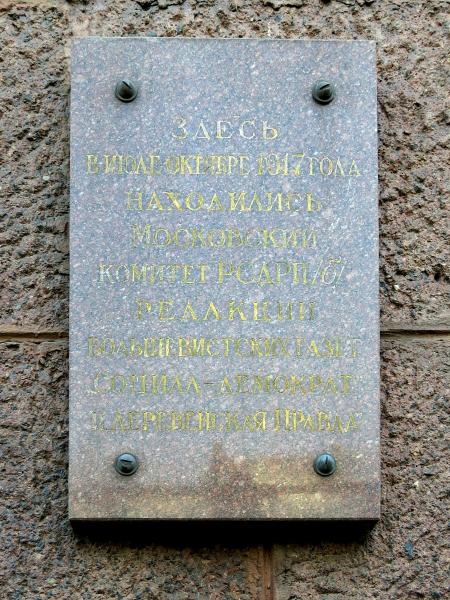 Здесь
в июле-октябре 1917 года
находились
Московский
комитет РСДРП/б/
редакции
большевистских газет
„Социал-демократ"
и „Деревенская Правда"